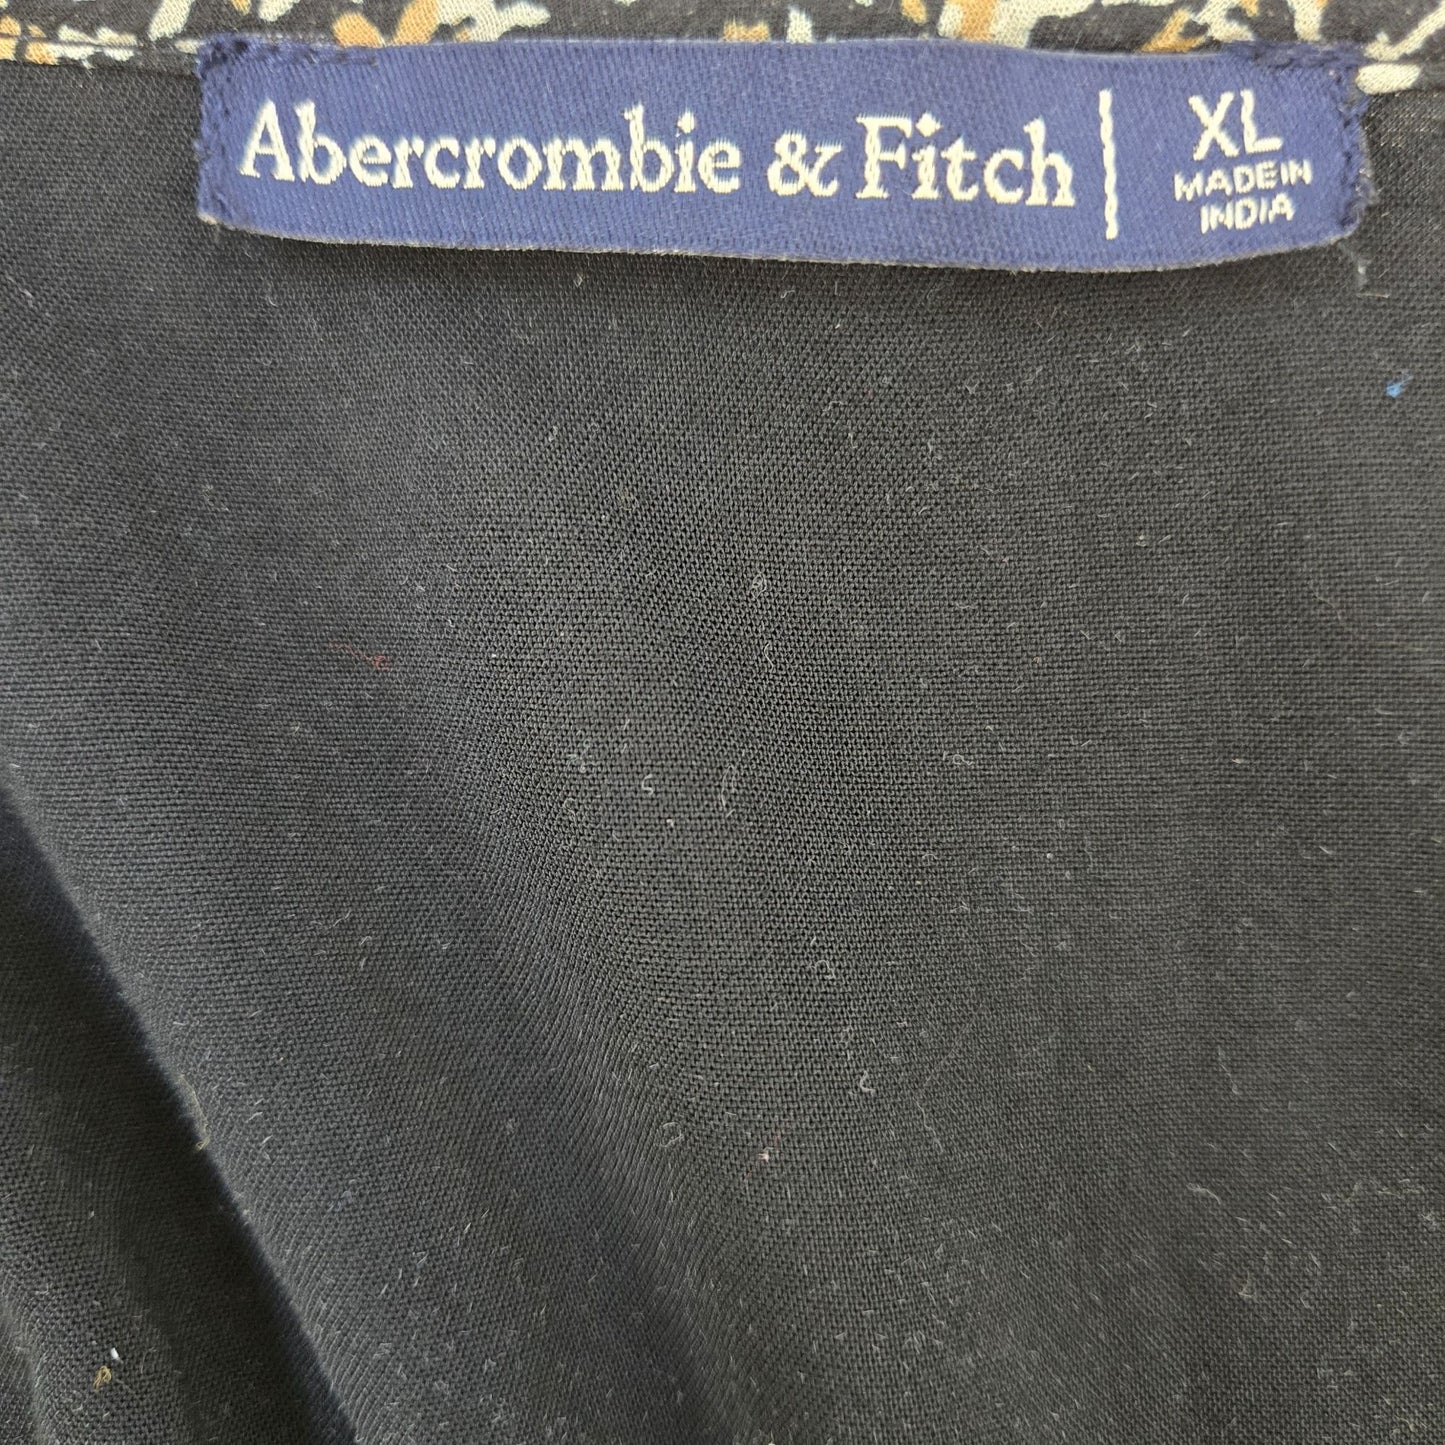 Abercrombie & Fitch | XL
MADE IN
INDIA